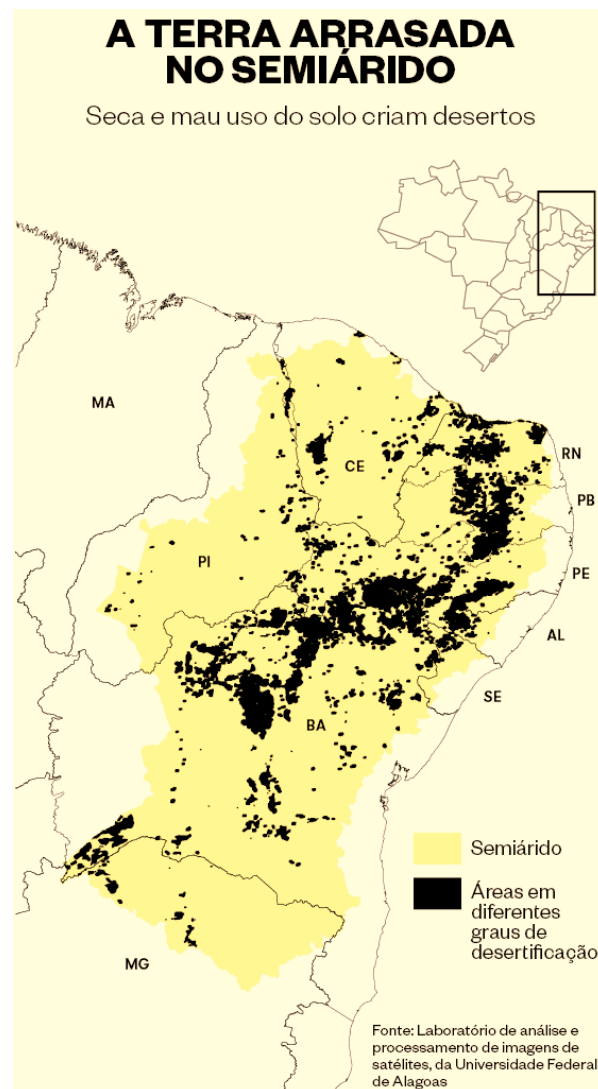 A TERRA ARRASADA
NO SEMIÁRIDO
Seca e mau uso do solo criam desertos
MA
CE
RN
PB
PI
PE
AL
SE
BA
MG
Semiárido
Áreas em
diferentes
graus de
desertificação
Fonte: Laboratório de análise e
processamento de imagens de
satélites, da Universidade Federal
de Alagoas